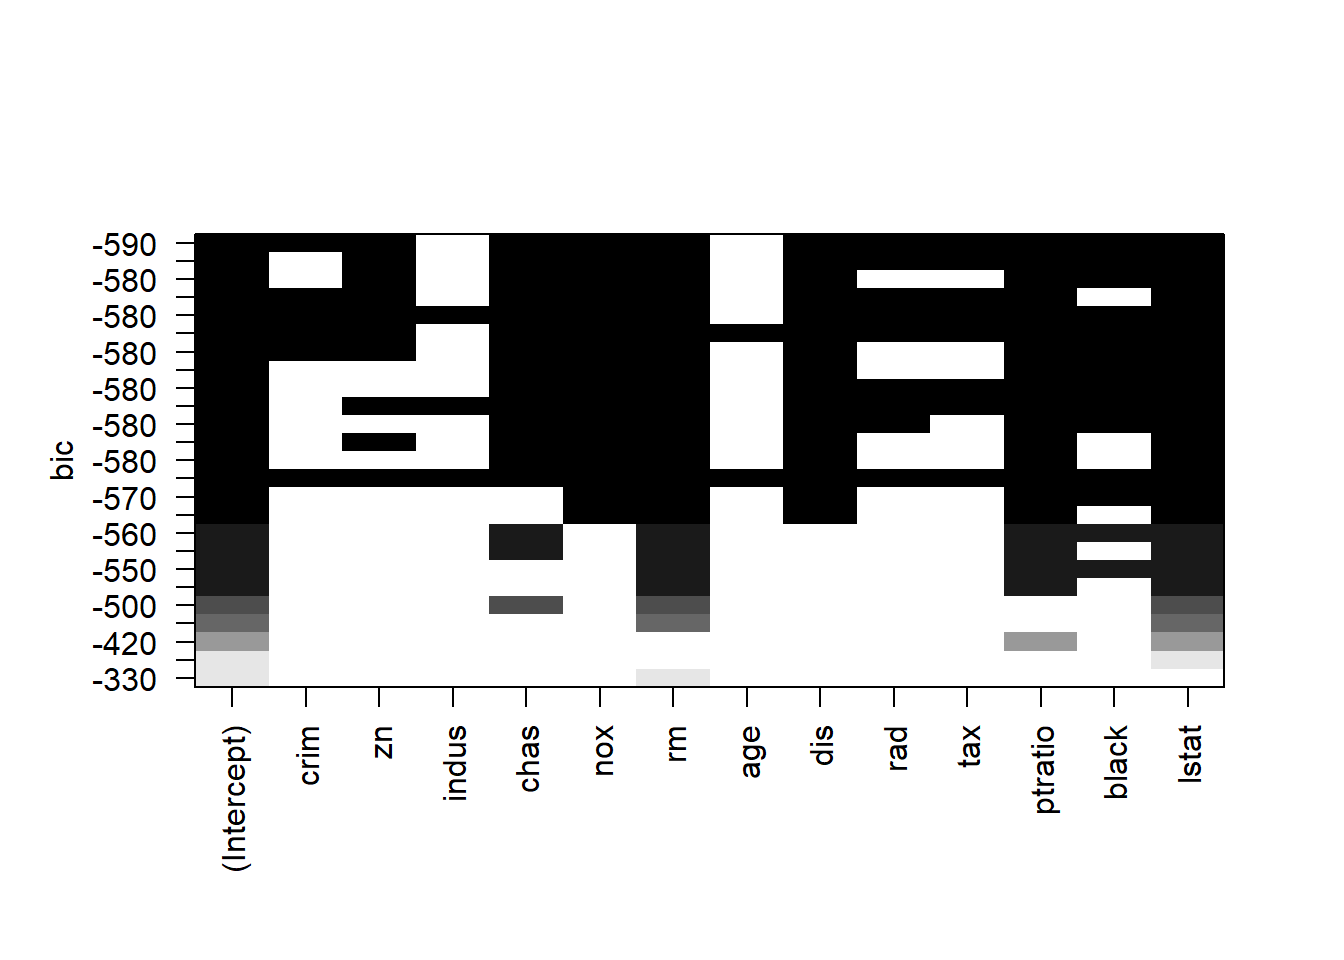 bic
-590
-580
-580
-580
-580
-580
-580
-570
-560
-550
-500
-420
-330
(Intercept)
crim
zn
indus
chas
nox
rm
age
dis
rad
tax
ptratio
black
lstat